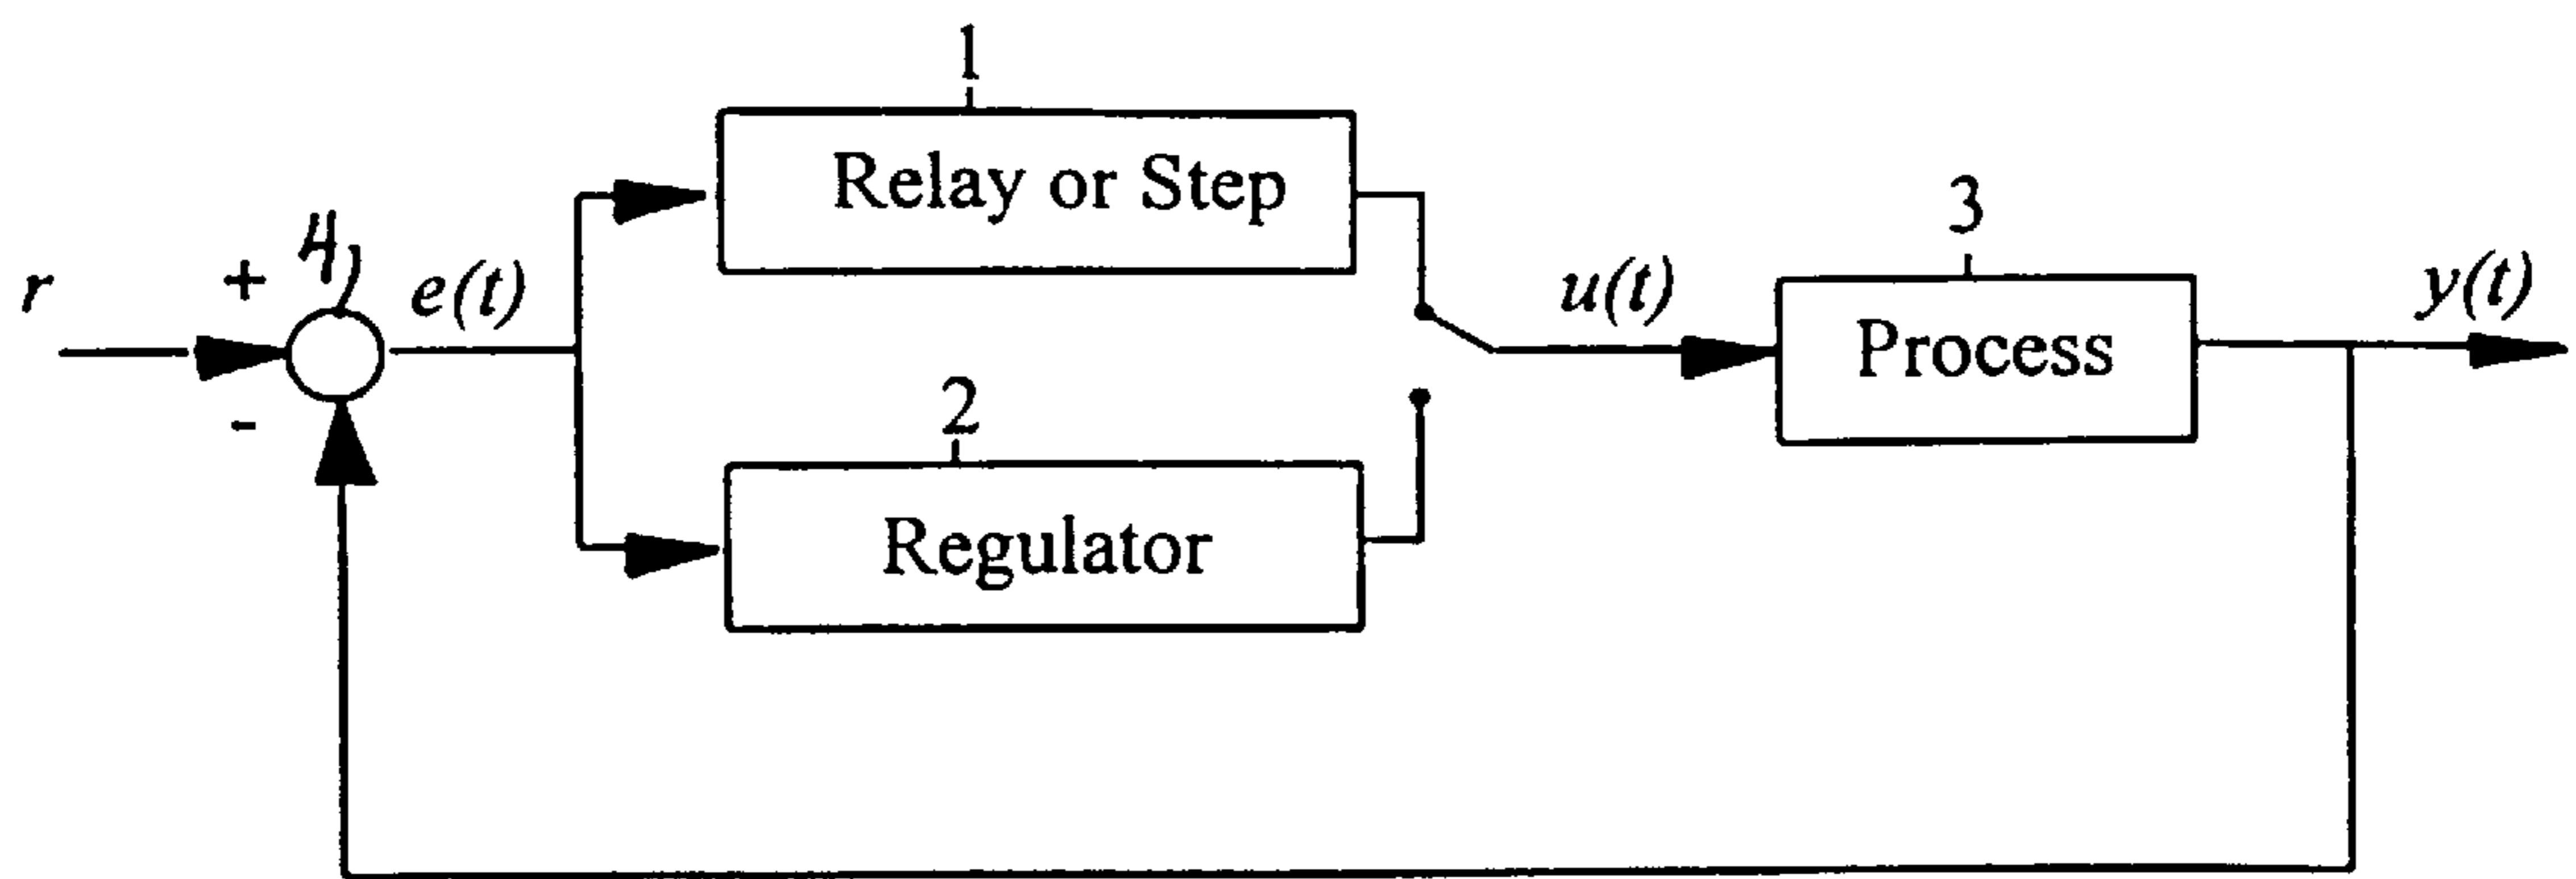 1
Relay or Step
3
4
+
r
e(t)
u(t)
y(t)
Process
2
-
Regulator